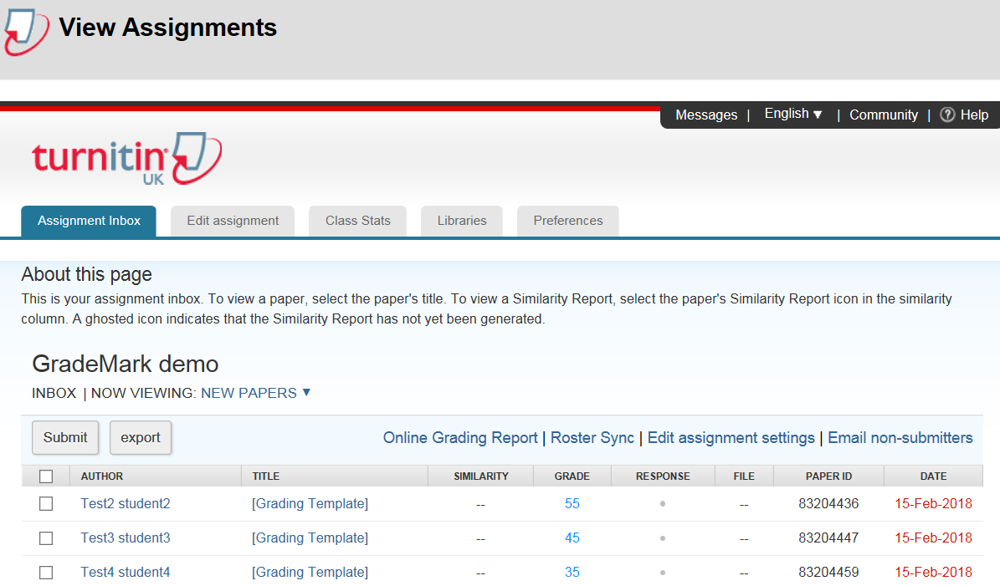 View Assignments
Messages | English ▼ | Community | ? Help
turnitin UK
Assignment Inbox Edit assignment Class Stats Libraries Preferences
About this page
This is your assignment inbox. To view a paper, select the paper's title. To view a Similarity Report, select the paper's Similarity Report icon in the similarity
column. A ghosted icon indicates that the Similarity Report has not yet been generated.
GradeMark demo
INBOX | NOW VIEWING: NEW PAPERS ▼
Submit export Online Grading Report | Roster Sync | Edit assignment settings | Email non-submitters
AUTHOR TITLE SIMILARITY GRADE RESPONSE FILE PAPER ID DATE
Test2 student2 [Grading Template] -- 55 • -- 83204436 15-Feb-2018
Test3 student3 [Grading Template] -- 45 • -- 83204447 15-Feb-2018
Test4 student4 [Grading Template] -- 35 • -- 83204459 15-Feb-2018